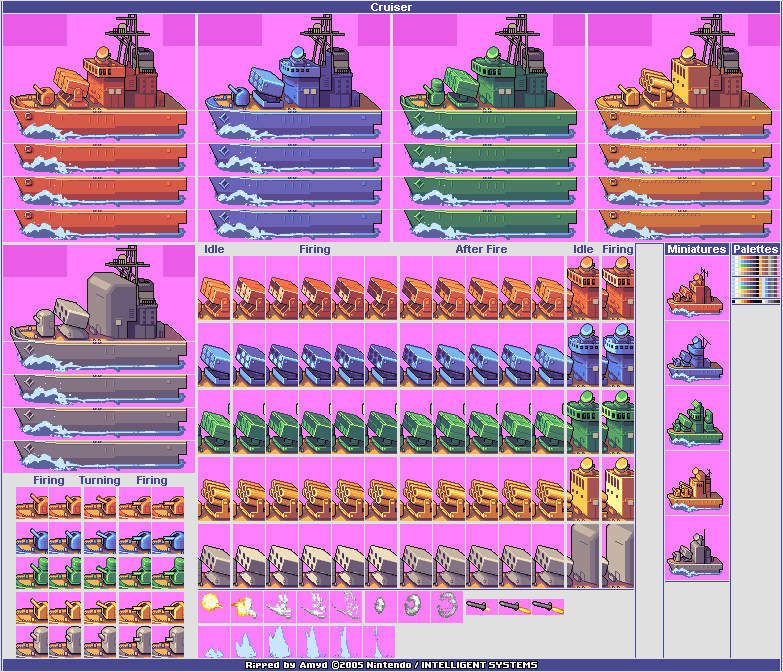 Cruiser
Idle Firing After Fire Idle Firing Miniatures Palettes
Firing Turning Firing
Ripped by Amyd ©2005 Nintendo / INTELLIGENT SYSTEMS